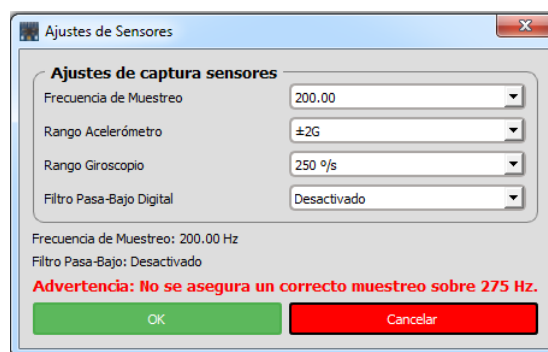 Ajustes de Sensores
Ajustes de captura sensores
Frecuencia de Muestreo 200.00
Rango Acelerómetro ±2G
Rango Giroscopio 250 º/s
Filtro Pasa-Bajo Digital Desactivado
Frecuencia de Muestreo: 200.00 Hz
Filtro Pasa-Bajo: Desactivado
Advertencia: No se asegura un correcto muestreo sobre 275 Hz.
OK Cancelar